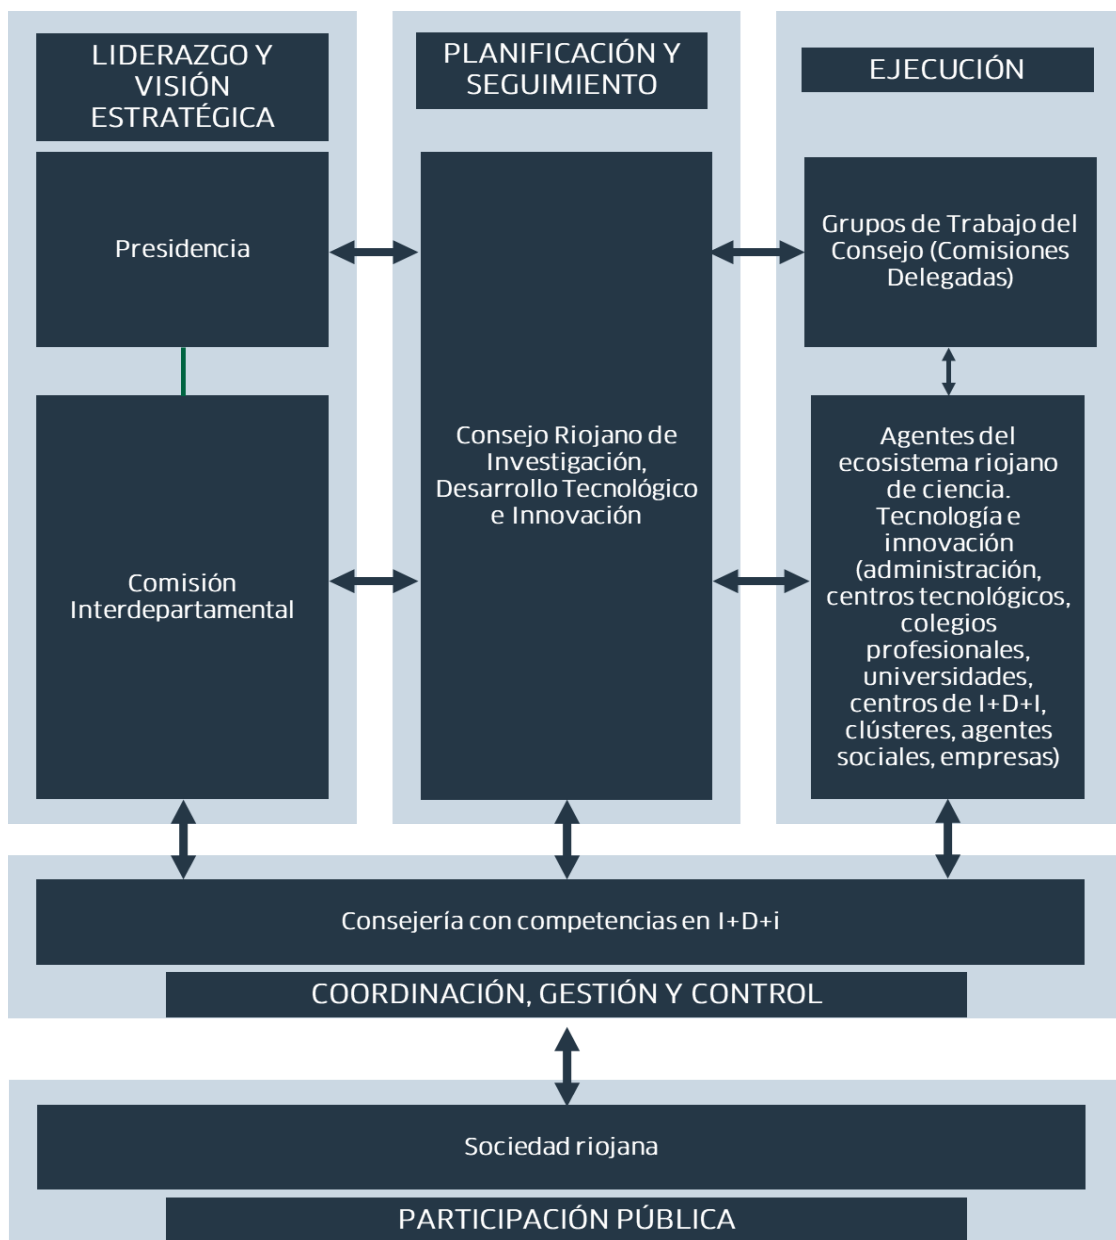 LIDERAZGO Y
VISIÓN
ESTRATÉGICA
Presidencia
Comisión
Interdepartamental
PLANIFICACIÓN Y
SEGUIMIENTO
Consejo Riojano de
Investigación,
Desarrollo Tecnológico
e Innovación
EJECUCIÓN
Grupos de Trabajo del
Consejo (Comisiones
Delegadas)
Agentes del
ecosistema riojano
de ciencia.
Tecnología e
innovación
(administración,
centros tecnológicos,
colegios
profesionales,
universidades,
centros de I+D+I,
clústeres, agentes
sociales, empresas)
Consejería con competencias en I+D+i
COORDINACIÓN, GESTIÓN Y CONTROL
Sociedad riojana
PARTICIPACIÓN PÚBLICA